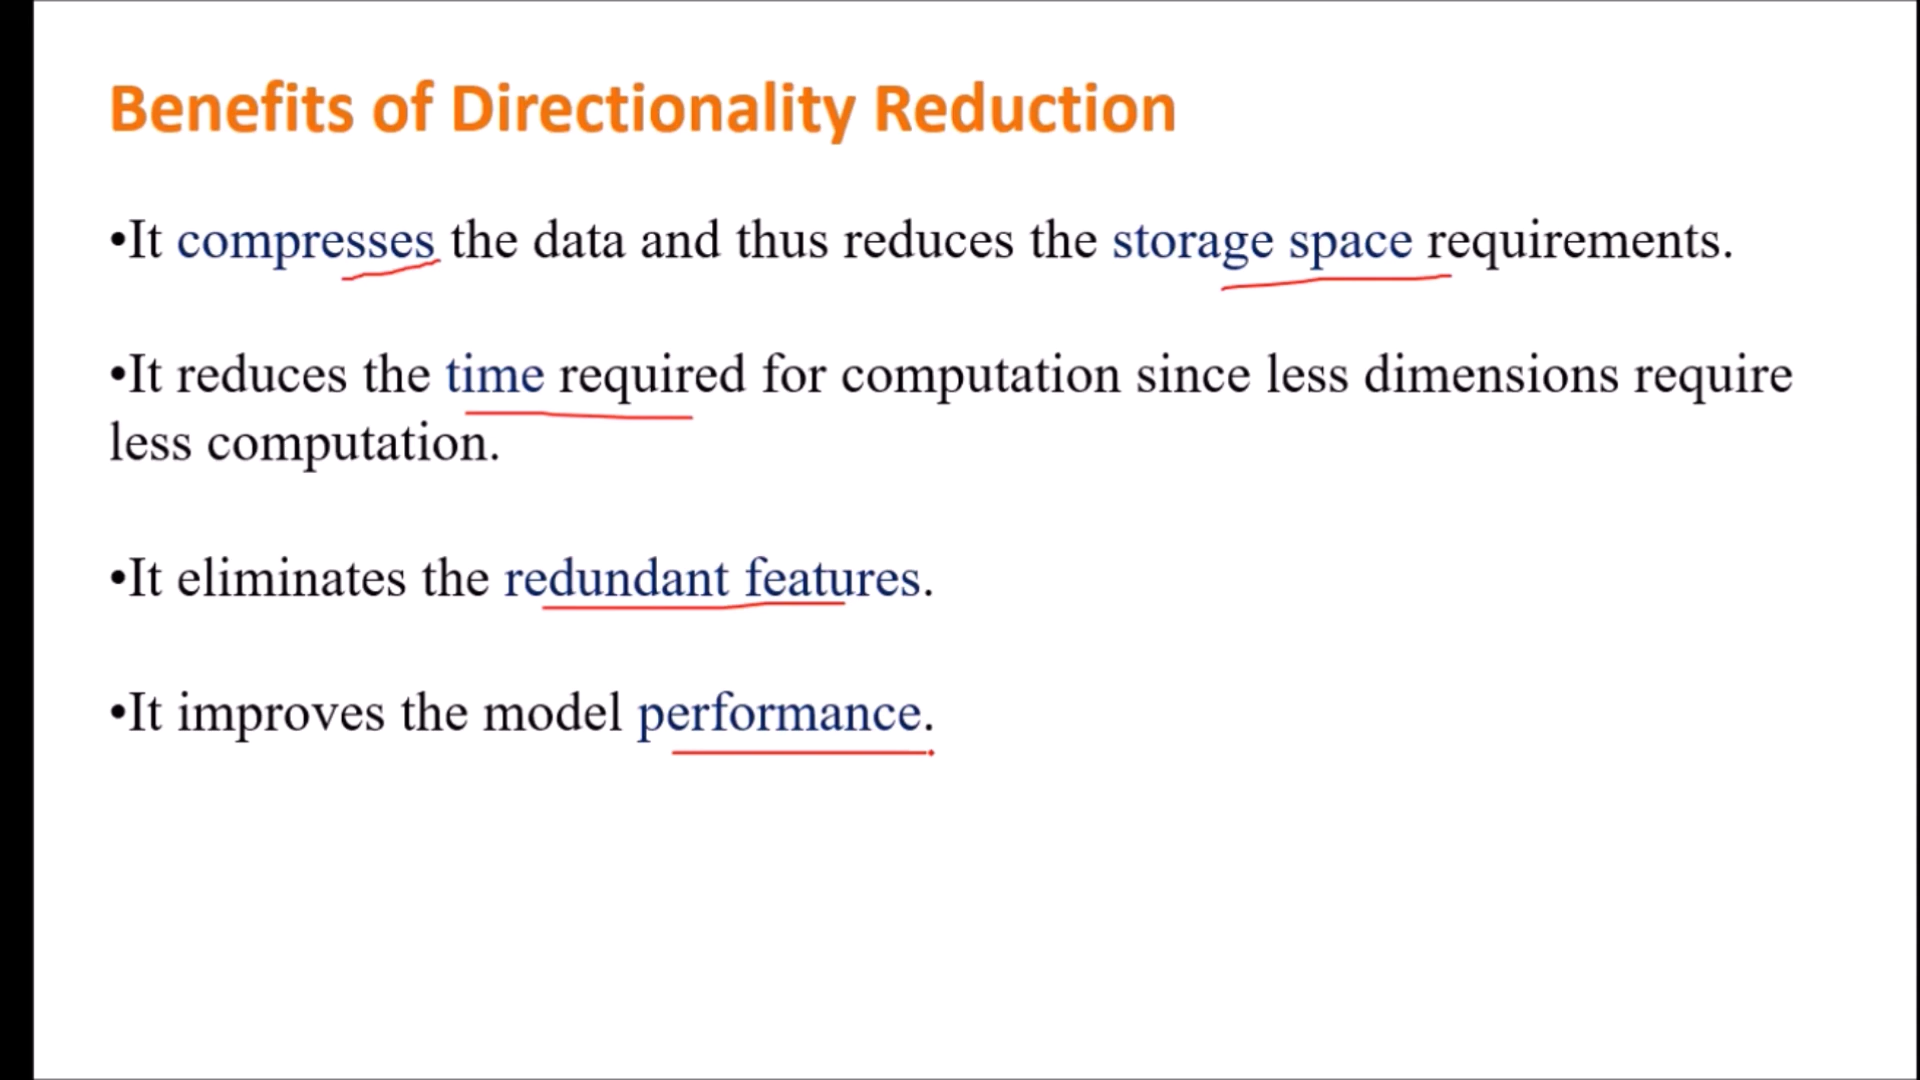 Benefits of Directionality Reduction
•It compresses the data and thus reduces the storage space requirements.
•It reduces the time required for computation since less dimensions require
less computation.
•It eliminates the redundant features.
•It improves the model performance.